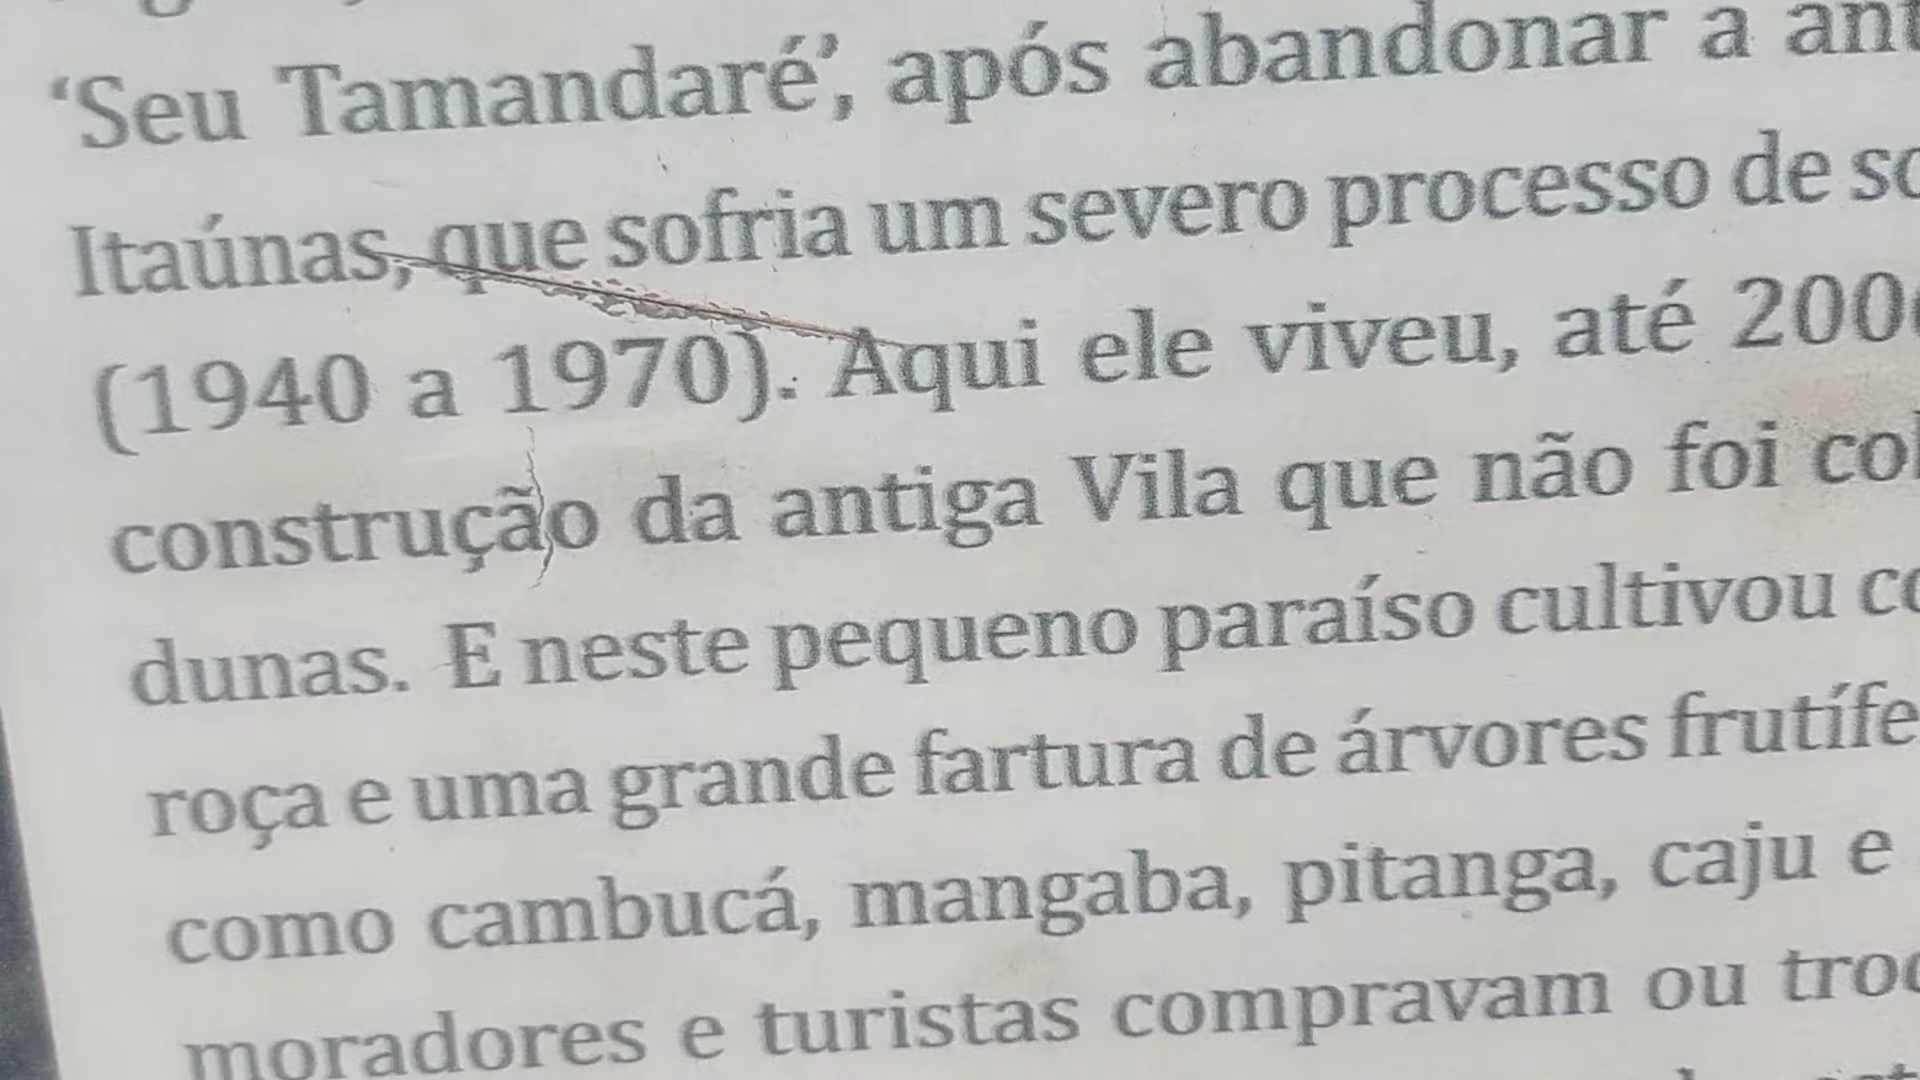 ‘Seu Tamandaré’, após abandonar a
Itaúnas, que sofria um severo processo de
(1940 a 1970). Aqui ele viveu, até
construção da antiga Vila que não foi
dunas. E neste pequeno paraíso cultivou
roça e uma grande fartura de árvores
como cambucá, mangaba, pitanga, caju e
moradores e turistas compravam ou